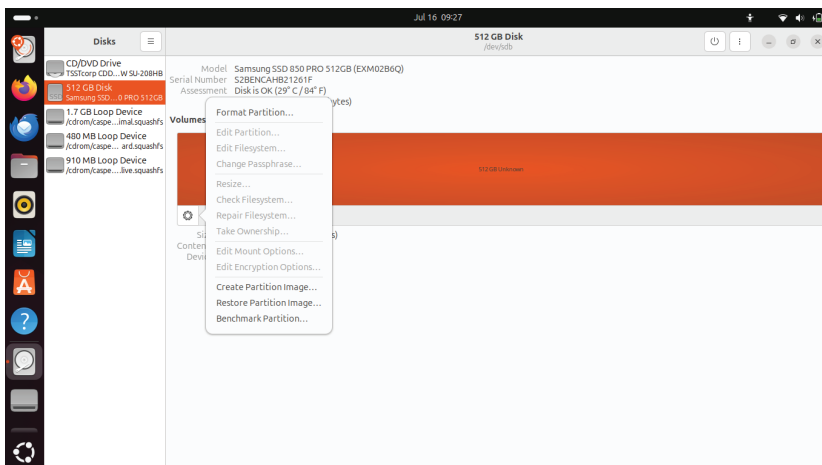 Jul 16 09:27
Disks
512 GB Disk
/dev/sdb
CD/DVD Drive
TSSTcorp CDD...W SU-208HB
512 GB Disk
Samsung SSD...0 PRO 512GB
1.7 GB Loop Device
/cdrom/caspe...imal.squashfs
480 MB Loop Device
/cdrom/caspe... ard.squashfs
910 MB Loop Device
/cdrom/caspe....live.squashfs
Model Samsung SSD 850 PRO 512GB (EXM02B6Q)
Serial Number S2BENCAHB21261F
Assessment Disk is OK (29° C / 84° F)
ytes)
Volumes
512 GB Unknown
Format Partition...
Edit Partition...
Edit Filesystem...
Change Passphrase...
Resize...
Check Filesystem...
Repair Filesystem...
Take Ownership...
Edit Mount Options...
Edit Encryption Options...
Create Partition Image...
Restore Partition Image...
Benchmark Partition...
Siz
s)
Conten
Devi